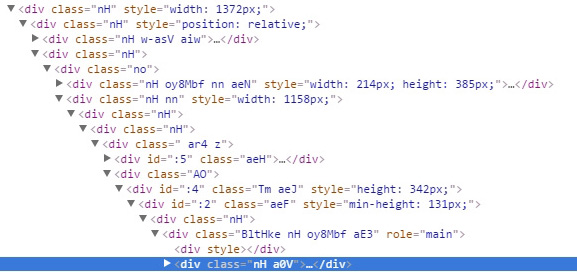 ▼<div class="nH" style="width: 1372px;">
▼<div class="nH" style="position: relative;">
▶<div class="nH w-asV aiw">…</div>
▼<div class="nH">
▼<div class="no">
▶<div class="nH oy8Mbf nn aeN" style="width: 214px; height: 385px;">…</div>
▼<div class="nH nn" style="width: 1158px;">
▼<div class="nH">
▼<div class="nH">
▼<div class=" ar4 z">
▶<div id=":5" class="aeH">…</div>
▼<div class="AO">
▼<div id=":4" class="Tm aeJ" style="height: 342px;">
▼<div id=":2" class="aeF" style="min-height: 131px;">
▼<div class="nH">
▼<div class="BltHke nH oy8Mbf aE3" role="main">
<div style></div>
▶<div class="nH a0V">…</div>